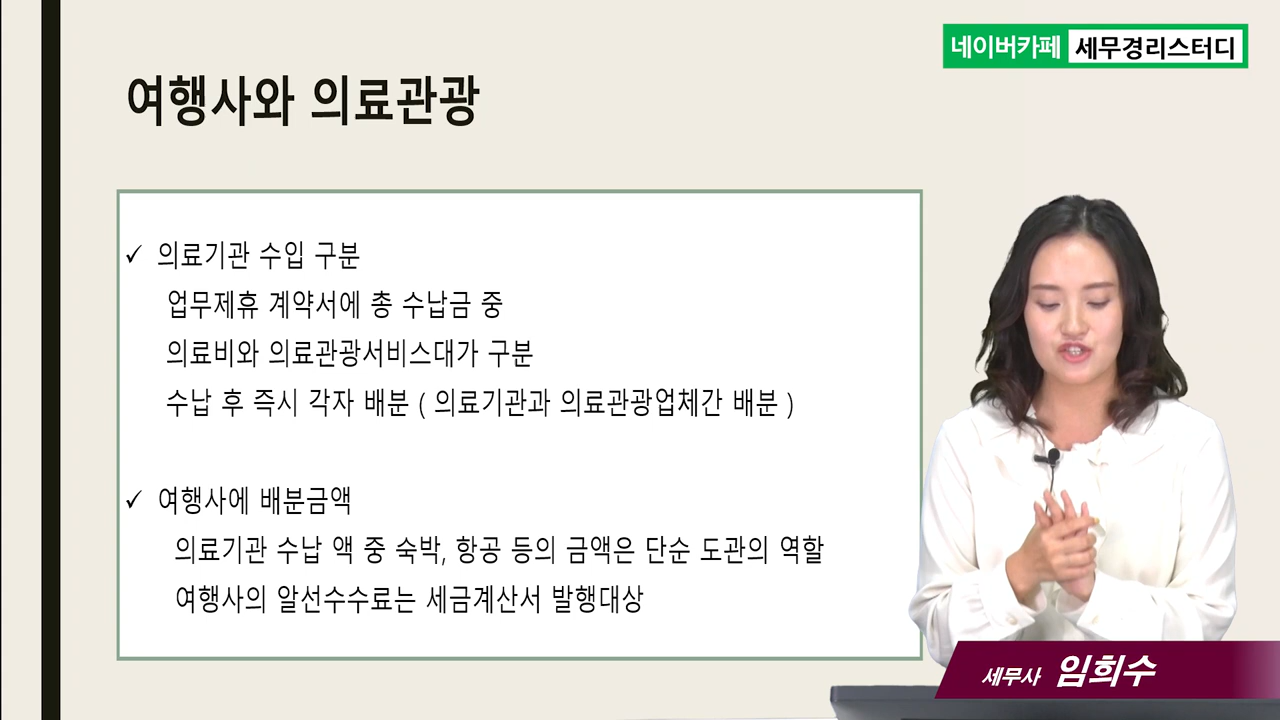 네이버카페 세무경리스터디
여행사와 의료관광
✓ 의료기관 수입 구분
업무제휴 계약서에 총 수납금 중
의료비와 의료관광서비스대가 구분
수납 후 즉시 각자 배분 ( 의료기관과 의료관광업체간 배분 )
✓ 여행사에 배분금액
의료기관 수납 액 중 숙박, 항공 등의 금액은 단순 도관의 역할
여행사의 알선수수료는 세금계산서 발행대상
세무사 임희수